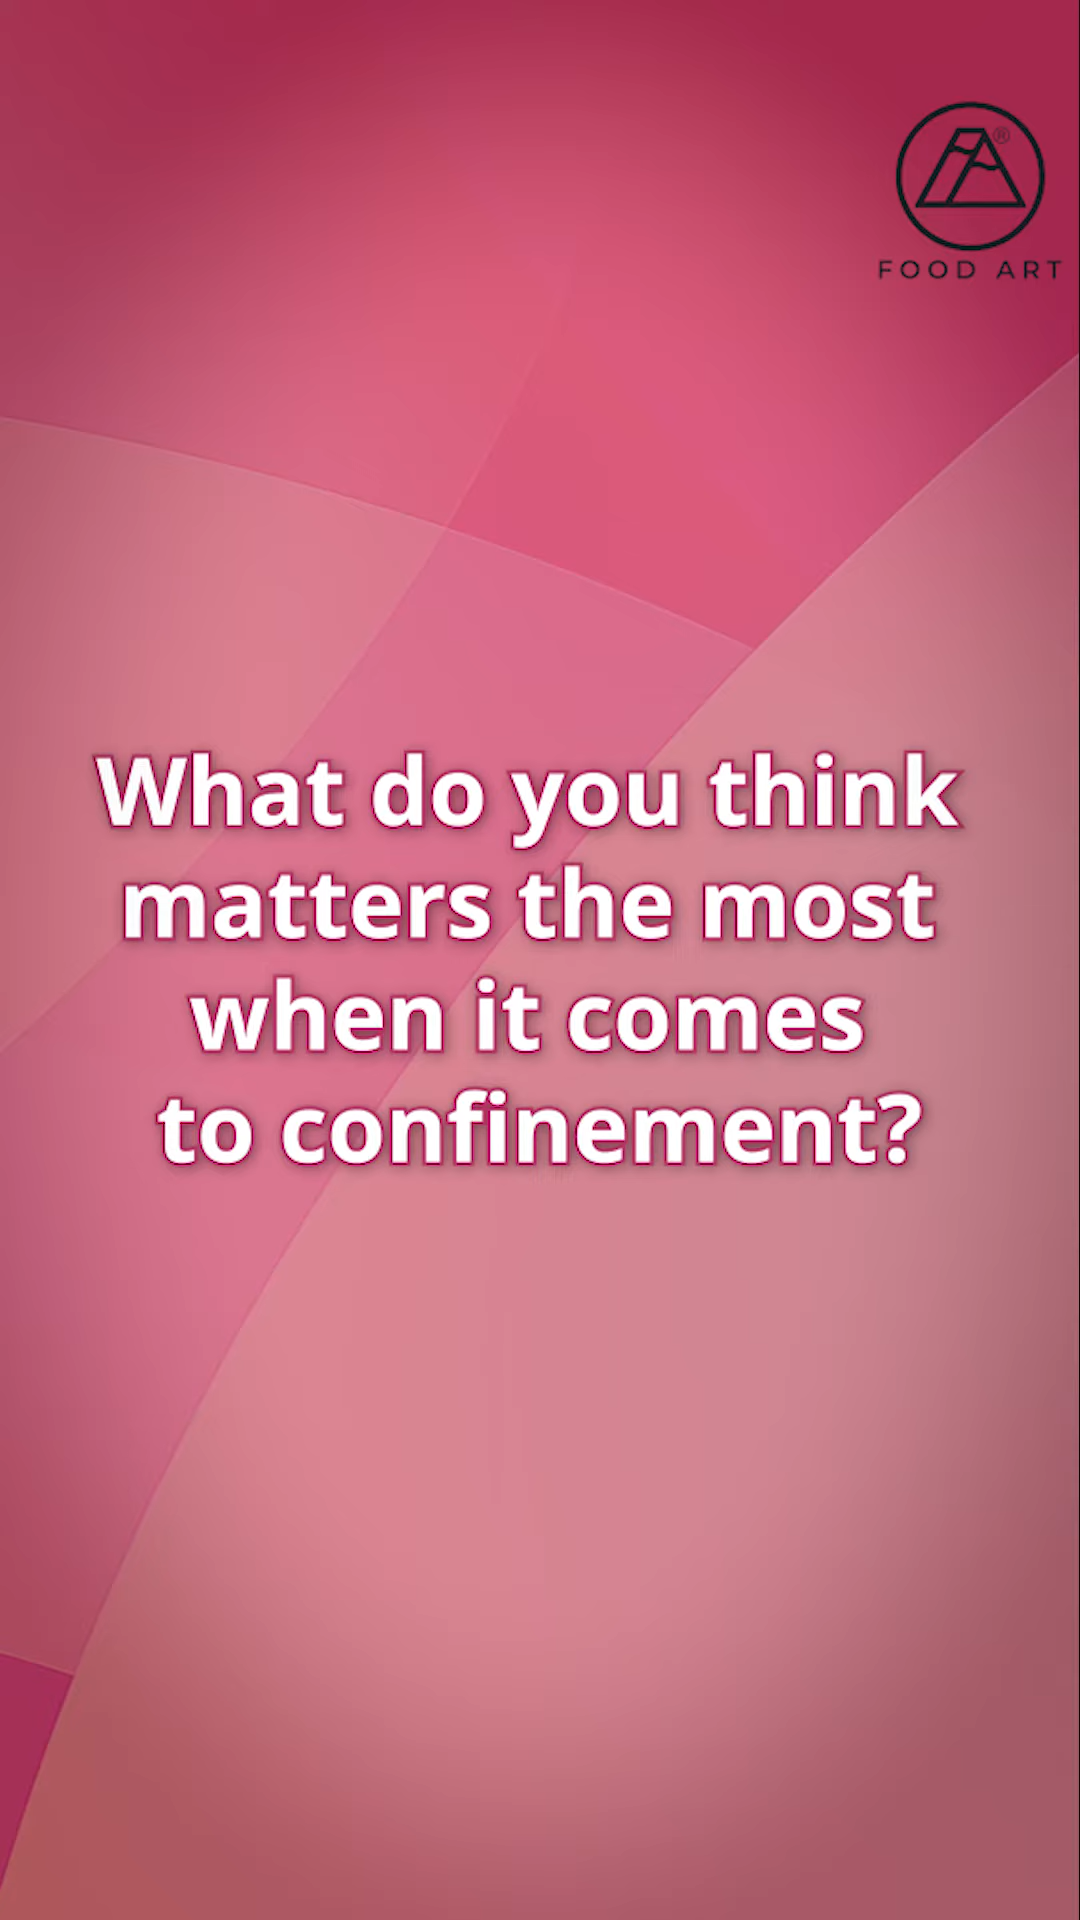 ®
FOOD ART
What do you think
matters the most
when it comes
to confinement?